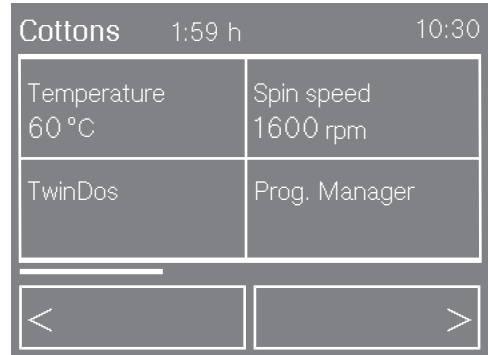 Cottons 1:59 h 10:30
Temperature Spin speed
60 °C 1600 rpm
TwinDos Prog. Manager
< >